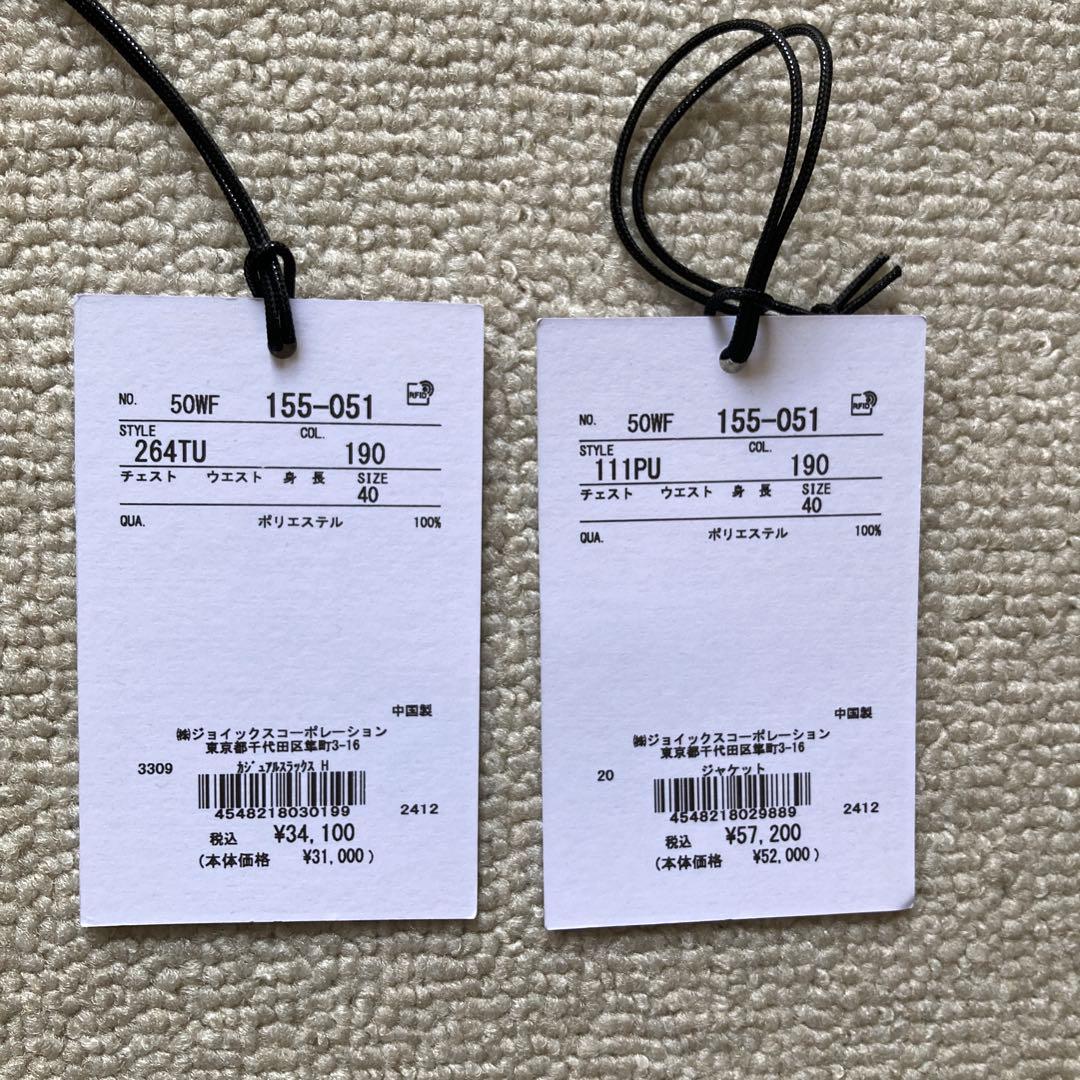 NO. 50WF 155-051 RFID
STYLE COL.
264TU 190
チェスト ウエスト 身 長 SIZE
40
QUA. ポリエステル 100%
中国製
㈱ジョイックスコーポレーション
東京都千代田区隼町3-16
3309 ｶｼﾞｭｱﾙｽﾗｯｸｽ H
4548218030199 2412
税込 ¥34,100
(本体価格 ¥31,000)
NO. 50WF 155-051 RFID
STYLE COL.
111PU 190
チェスト ウエスト 身 長 SIZE
40
QUA. ポリエステル 100%
中国製
㈱ジョイックスコーポレーション
東京都千代田区隼町3-16
20 ジャケット
4548218029889 2412
税込 ¥57,200
(本体価格 ¥52,000)